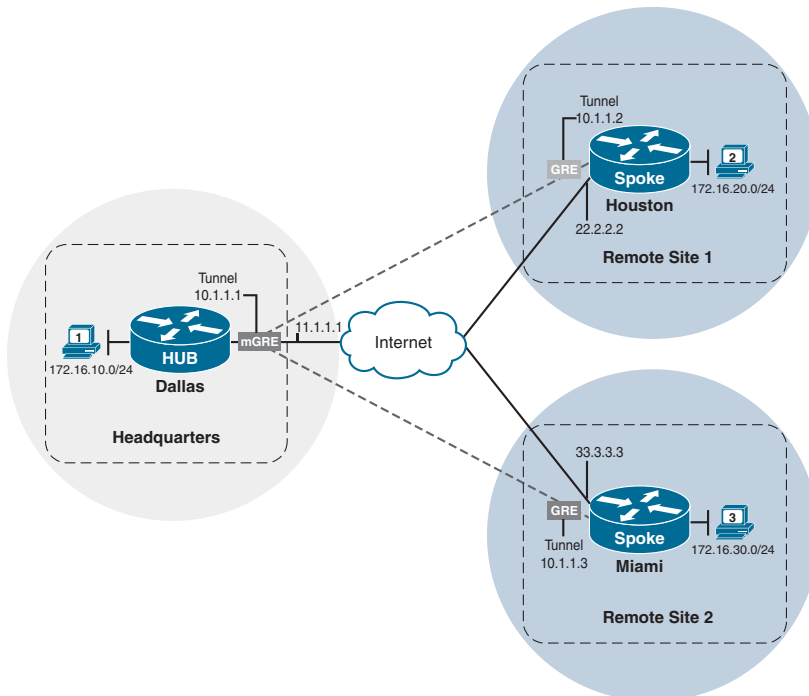 Tunnel
10.1.1.1
11.1.1.1
mGRE
1
HUB
172.16.10.0/24
Dallas
Headquarters
Internet
Tunnel
10.1.1.2
GRE
2
Spoke
172.16.20.0/24
Houston
22.2.2.2
Remote Site 1
33.3.3.3
GRE
3
Spoke
Tunnel
10.1.1.3
172.16.30.0/24
Miami
Remote Site 2